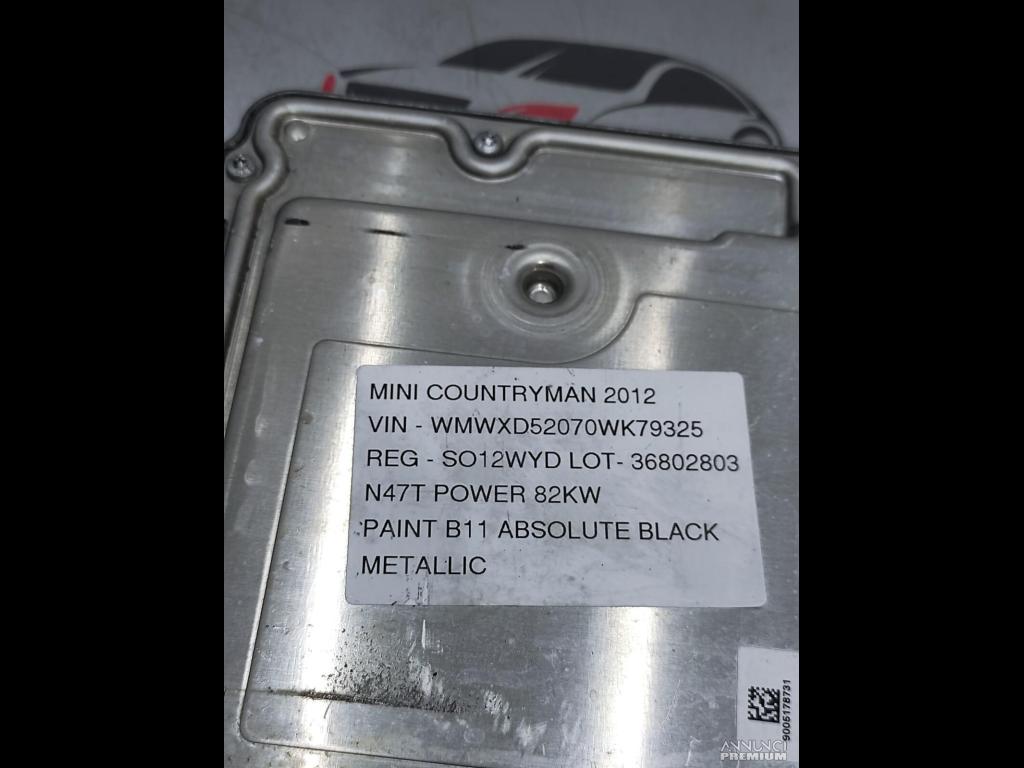 MINI COUNTRYMAN 2012
VIN - WMWXD52070WK79325
REG - SO12WYD LOT- 36802803
N47T POWER 82KW
PAINT B11 ABSOLUTE BLACK
METALLIC
9005178731
ANNUNCI
PREMIUM